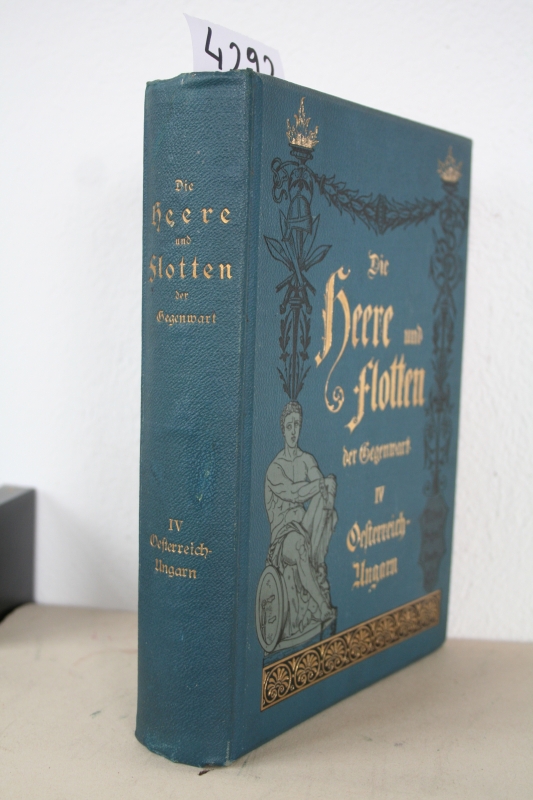 4292
Die
Heere
und
Flotten
der
Gegenwart
IV
Oesterreich-
Ungarn
Die
Heere und
Flotten
der Gegenwart
IV
Oesterreich-
Ungarn